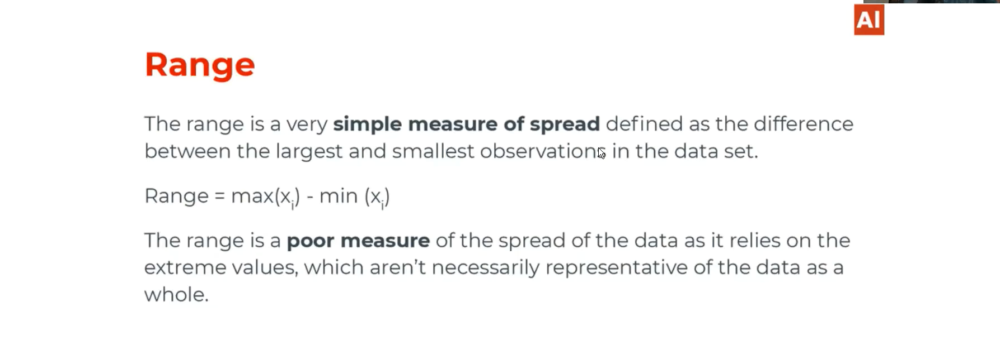 AI
Range
The range is a very simple measure of spread defined as the difference
between the largest and smallest observations in the data set.
Range = max(xᵢ) - min (xᵢ)
The range is a poor measure of the spread of the data as it relies on the
extreme values, which aren’t necessarily representative of the data as a
whole.